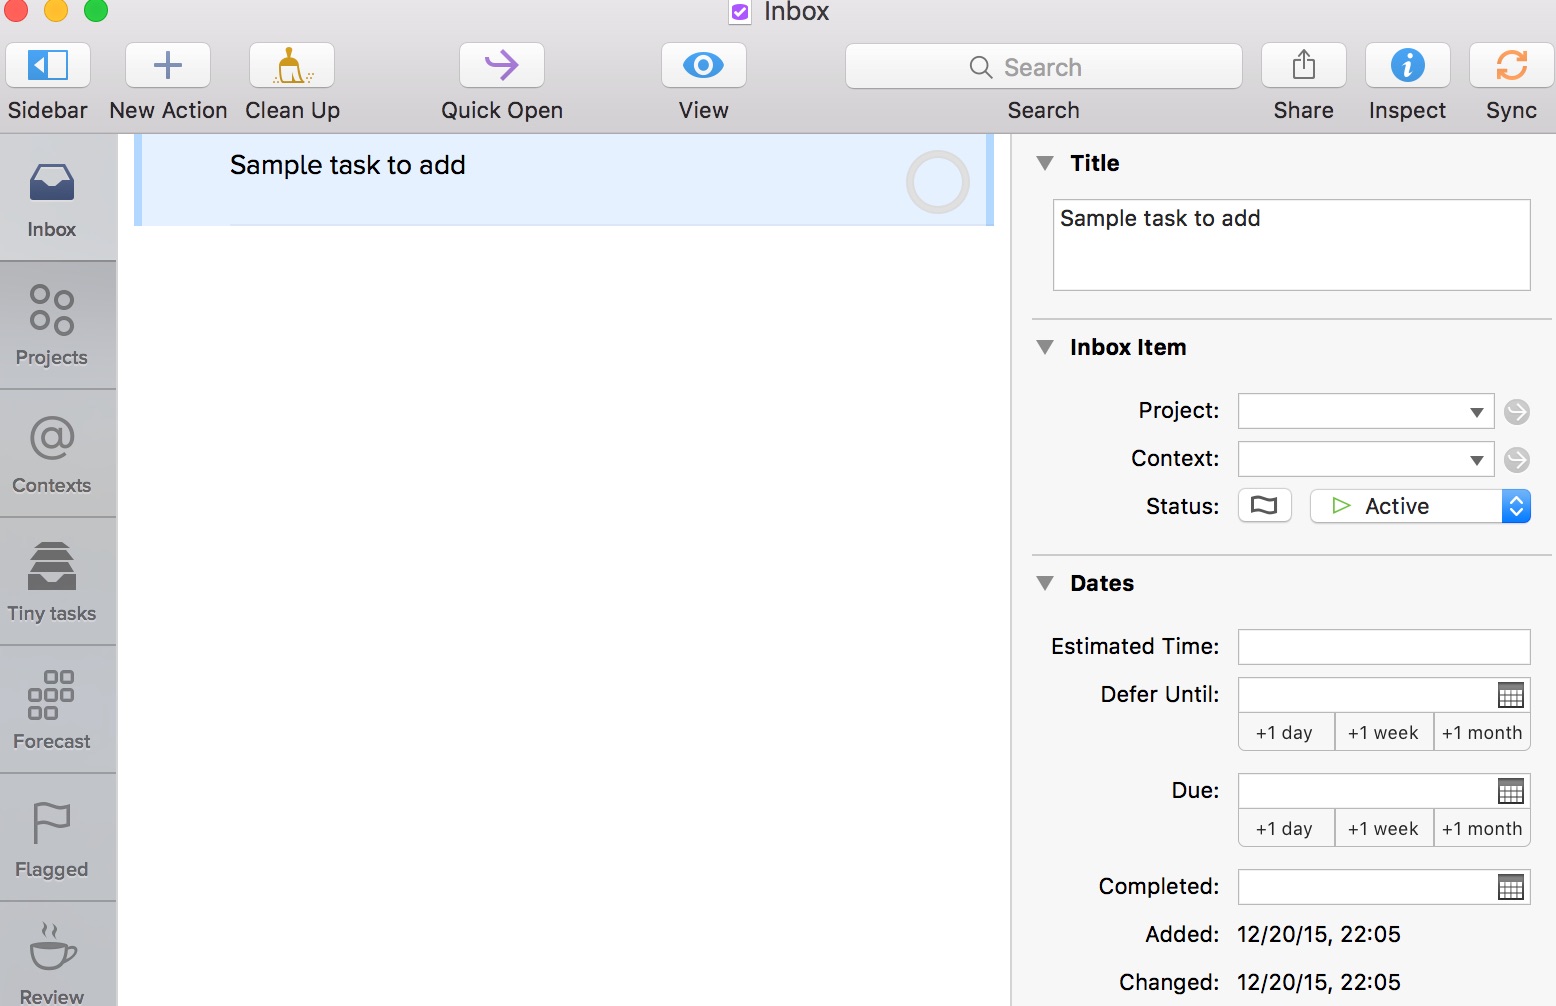 Inbox
Search
Sidebar New Action Clean Up Quick Open View Search Share Inspect Sync
Inbox
Projects
Contexts
Tiny tasks
Forecast
Flagged
Review
Sample task to add
Title
Sample task to add
Inbox Item
Project:
Context:
Status: Active
Dates
Estimated Time:
Defer Until:
+1 day +1 week +1 month
Due:
+1 day +1 week +1 month
Completed:
Added: 12/20/15, 22:05
Changed: 12/20/15, 22:05